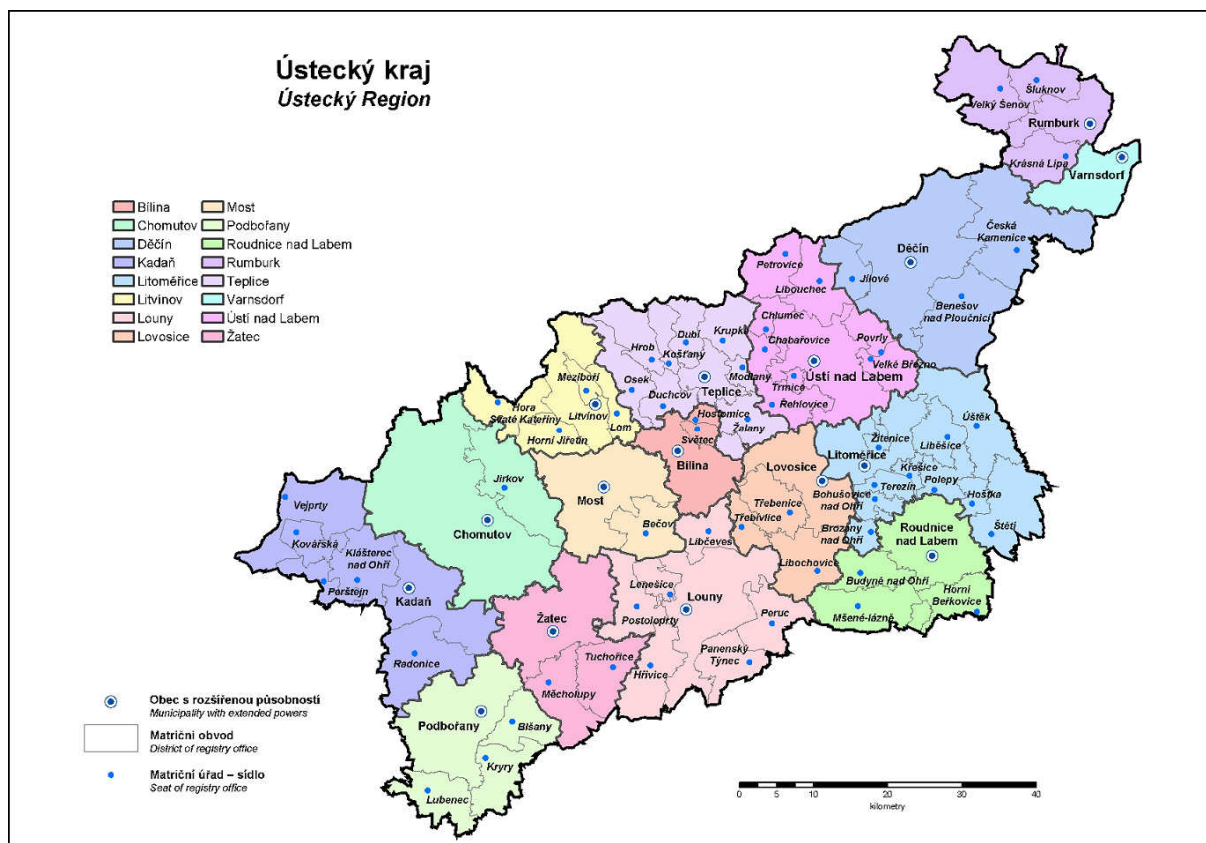 Ústecký kraj
Ústecký Region
Bílina
Chomutov
Děčín
Kadaň
Litoměřice
Litvínov
Louny
Lovosice
Most
Podbořany
Roudnice nad Labem
Rumburk
Teplice
Varnsdorf
Ústí nad Labem
Žatec
Velký Šenov
Šluknov
Rumburk
Krásná Lípa
Varnsdorf
Česká
Kamenice
Děčín
Jílové
Benešov
nad Ploučnicí
Petrovice
Libouchec
Chlumec
Chabařovice
Povrly
Velké Březno
Ústí nad Labem
Trmice
Řehlovice
Dubí
Krupka
Hrob
Košťany
Modlany
Osek
Teplice
Duchcov
Žalany
Hostomice
Světec
Bílina
Meziboří
Hora
Svaté Kateřiny
Litvínov
Lom
Horní Jiřetín
Most
Bečov
Jirkov
Chomutov
Vejprty
Kovářská
Klášterec
nad Ohří
Perštejn
Kadaň
Radonice
Úštěk
Žitenice
Liběšice
Litoměřice
Křešice
Terezín
Polepy
Hoštka
Bohušovice
nad Ohří
Brozany
nad Ohří
Štětí
Lovosice
Třebenice
Třebívlice
Libochovice
Roudnice
nad Labem
Budyně nad Ohří
Horní
Beřkovice
Mšené-lázně
Libčeves
Lenešice
Louny
Postoloprty
Peruc
Panenský
Týnec
Hřivice
Žatec
Tuchořice
Měcholupy
Podbořany
Blšany
Kryry
Lubenec
Obec s rozšířenou působností
Municipality with extended powers
Matriční obvod
District of registry office
Matriční úřad – sídlo
Seat of registry office
0 5 10 20 30 40
kilometry